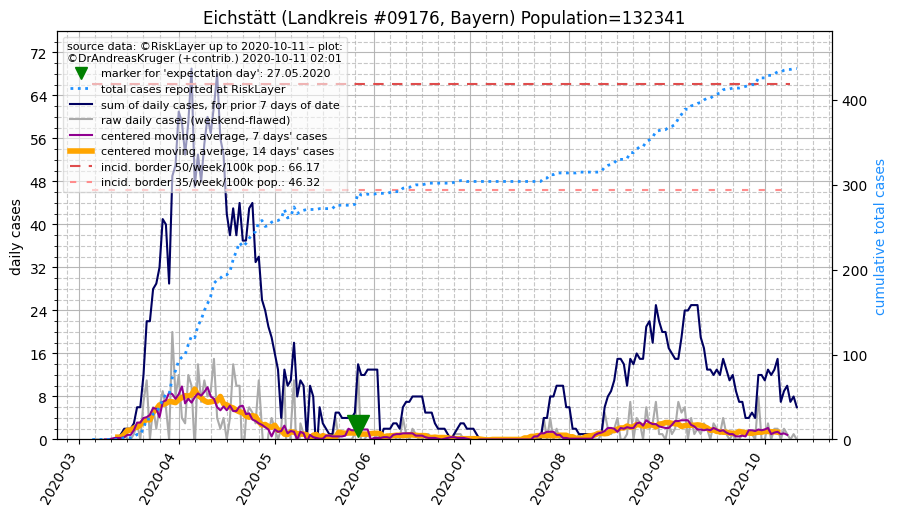 Eichstätt (Landkreis #09176, Bayern) Population=132341
source data: ©RiskLayer up to 2020-10-11 – plot:
©DrAndreasKruger (+contrib.) 2020-10-11 02:01
marker for 'expectation day': 27.05.2020
total cases reported at RiskLayer
sum of daily cases, for prior 7 days of date
raw daily cases (weekend-flawed)
centered moving average, 7 days' cases
centered moving average, 14 days' cases
incid. border 50/week/100k pop.: 66.17
incid. border 35/week/100k pop.: 46.32
daily cases
72
64
56
48
40
32
24
16
8
0
cumulative total cases
400
300
200
100
0
2020-03
2020-04
2020-05
2020-06
2020-07
2020-08
2020-09
2020-10